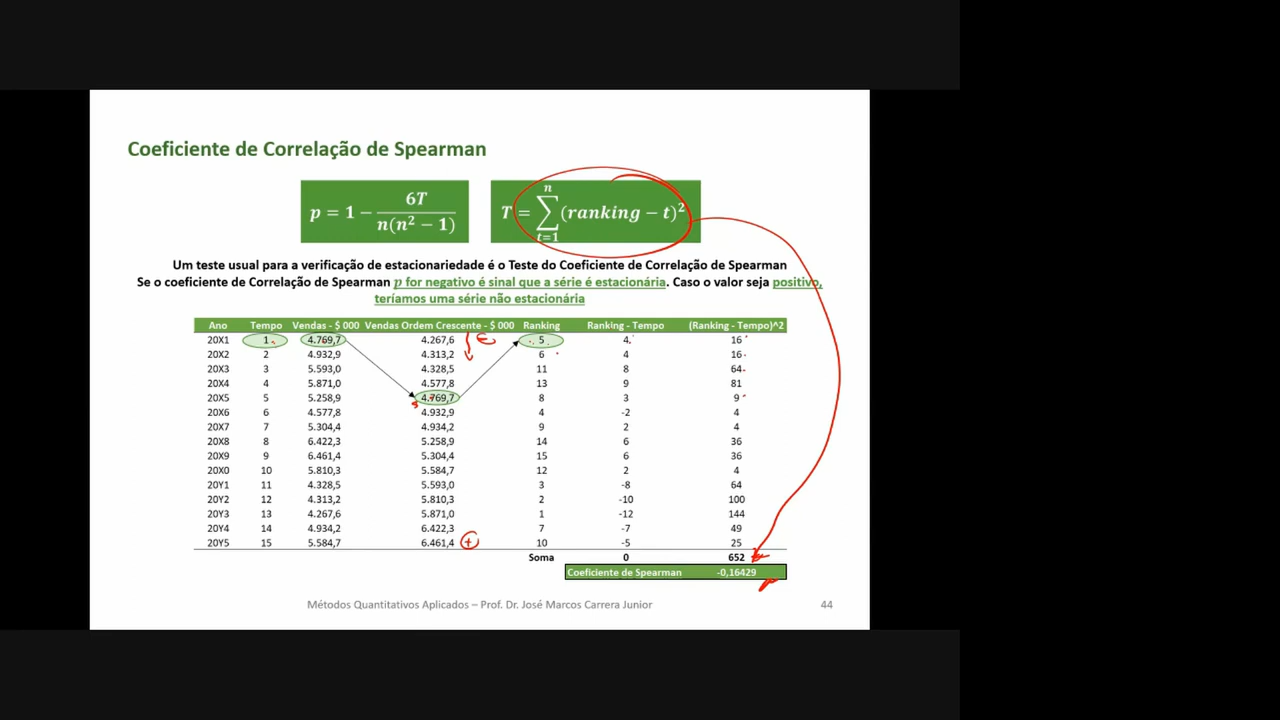 Coeficiente de Correlação de Spearman
p = 1 − 6T / n(n² − 1)
T = ∑ n t=1 (ranking − t)²
Um teste usual para a verificação de estacionariedade é o Teste do Coeficiente de Correlação de Spearman
Se o coeficiente de Correlação de Spearman p for negativo é sinal que a série é estacionária. Caso o valor seja positivo,
teríamos uma série não estacionária
Ano Tempo Vendas - $ 000 Vendas Ordem Crescente - $ 000 Ranking Ranking - Tempo (Ranking - Tempo)^2
20X1 1 4.769,7 4.267,6 5 4 16
20X2 2 4.932,9 4.313,2 6 4 16
20X3 3 5.593,0 4.328,5 11 8 64
20X4 4 5.871,0 4.577,8 13 9 81
20X5 5 5.258,9 4.769,7 8 3 9
20X6 6 4.577,8 4.932,9 4 -2 4
20X7 7 5.304,4 4.934,2 9 2 4
20X8 8 6.422,3 5.258,9 14 6 36
20X9 9 6.461,4 5.304,4 15 6 36
20X0 10 5.810,3 5.584,7 12 2 4
20Y1 11 4.328,5 5.593,0 3 -8 64
20Y2 12 4.313,2 5.810,3 2 -10 100
20Y3 13 4.267,6 5.871,0 1 -12 144
20Y4 14 4.934,2 6.422,3 7 -7 49
20Y5 15 5.584,7 6.461,4 10 -5 25
Soma 0 652
Coeficiente de Spearman -0,16429
Métodos Quantitativos Aplicados – Prof. Dr. José Marcos Carrera Junior 44